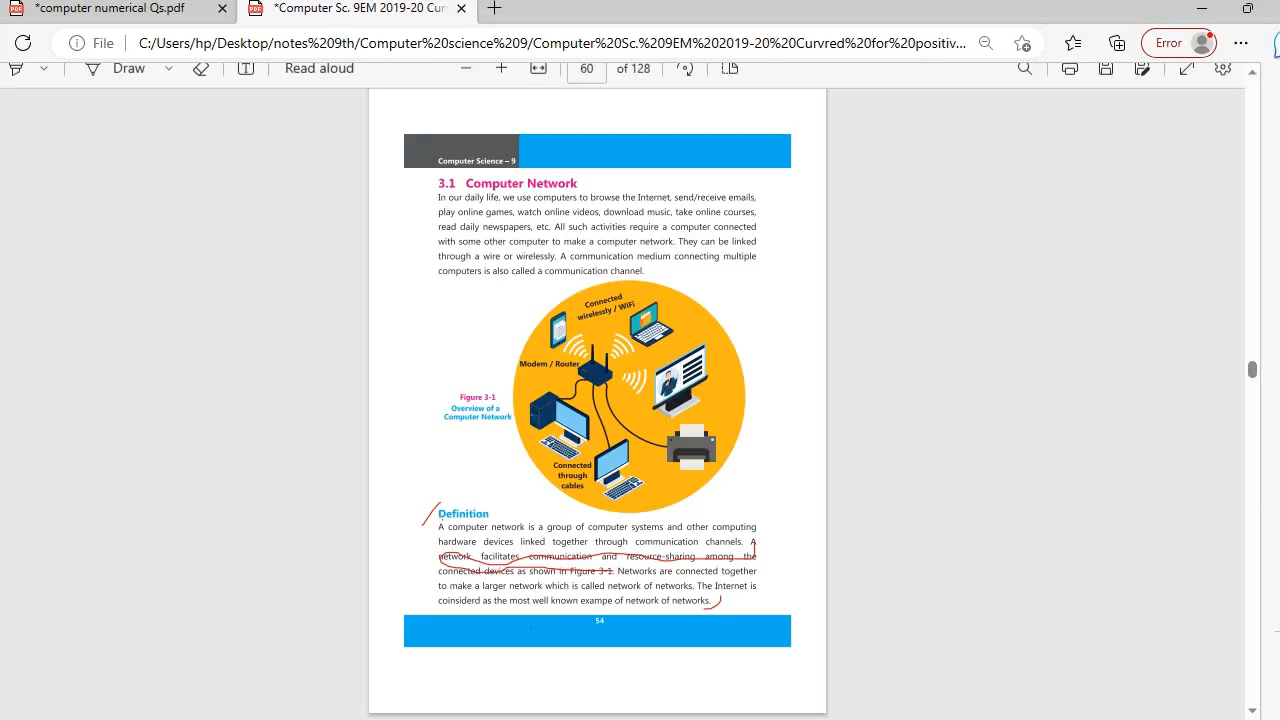 *computer numerical Qs.pdf
*Computer Sc. 9EM 2019-20 Cur
File C:/Users/hp/Desktop/notes%209th/Computer%20science%209/Computer%20Sc.%209EM%202019-20%20Curvred%20for%20positiv... Error
Draw Read aloud 60 of 128
Computer Science – 9
3.1 Computer Network
In our daily life, we use computers to browse the Internet, send/receive emails,
play online games, watch online videos, download music, take online courses,
read daily newspapers, etc. All such activities require a computer connected
with some other computer to make a computer network. They can be linked
through a wire or wirelessly. A communication medium connecting multiple
computers is also called a communication channel.
Connected
wirelessly / WiFi
Modem / Router
Figure 3-1
Overview of a
Computer Network
Connected
through
cables
Definition
A computer network is a group of computer systems and other computing
hardware devices linked together through communication channels. A
network facilitates communication and resource-sharing among the
connected devices as shown in Figure 3-1. Networks are connected together
to make a larger network which is called network of networks. The Internet is
coinsiderd as the most well known exampe of network of networks.
54